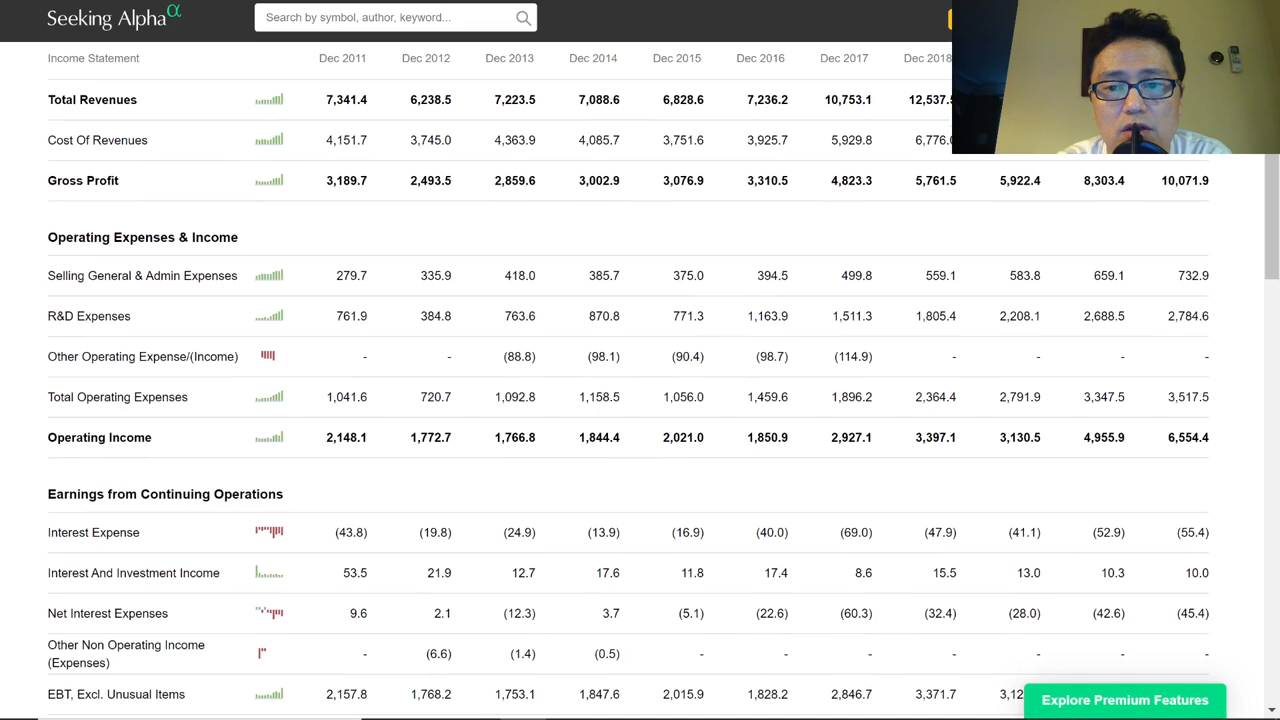 Seeking Alpha α
Search by symbol, author, keyword...
Income Statement Dec 2011 Dec 2012 Dec 2013 Dec 2014 Dec 2015 Dec 2016 Dec 2017 Dec 2018
Total Revenues 7,341.4 6,238.5 7,223.5 7,088.6 6,828.6 7,236.2 10,753.1 12,537.5
Cost Of Revenues 4,151.7 3,745.0 4,363.9 4,085.7 3,751.6 3,925.7 5,929.8 6,776.0
Gross Profit 3,189.7 2,493.5 2,859.6 3,002.9 3,076.9 3,310.5 4,823.3 5,761.5 5,922.4 8,303.4 10,071.9
Operating Expenses & Income
Selling General & Admin Expenses 279.7 335.9 418.0 385.7 375.0 394.5 499.8 559.1 583.8 659.1 732.9
R&D Expenses 761.9 384.8 763.6 870.8 771.3 1,163.9 1,511.3 1,805.4 2,208.1 2,688.5 2,784.6
Other Operating Expense/(Income) - - (88.8) (98.1) (90.4) (98.7) (114.9) - - - -
Total Operating Expenses 1,041.6 720.7 1,092.8 1,158.5 1,056.0 1,459.6 1,896.2 2,364.4 2,791.9 3,347.5 3,517.5
Operating Income 2,148.1 1,772.7 1,766.8 1,844.4 2,021.0 1,850.9 2,927.1 3,397.1 3,130.5 4,955.9 6,554.4
Earnings from Continuing Operations
Interest Expense (43.8) (19.8) (24.9) (13.9) (16.9) (40.0) (69.0) (47.9) (41.1) (52.9) (55.4)
Interest And Investment Income 53.5 21.9 12.7 17.6 11.8 17.4 8.6 15.5 13.0 10.3 10.0
Net Interest Expenses 9.6 2.1 (12.3) 3.7 (5.1) (22.6) (60.3) (32.4) (28.0) (42.6) (45.4)
Other Non Operating Income
(Expenses) - (6.6) (1.4) (0.5) - - - - - - -
EBT, Excl. Unusual Items 2,157.8 1,768.2 1,753.1 1,847.6 2,015.9 1,828.2 2,846.7 3,371.7 3,12
Explore Premium Features